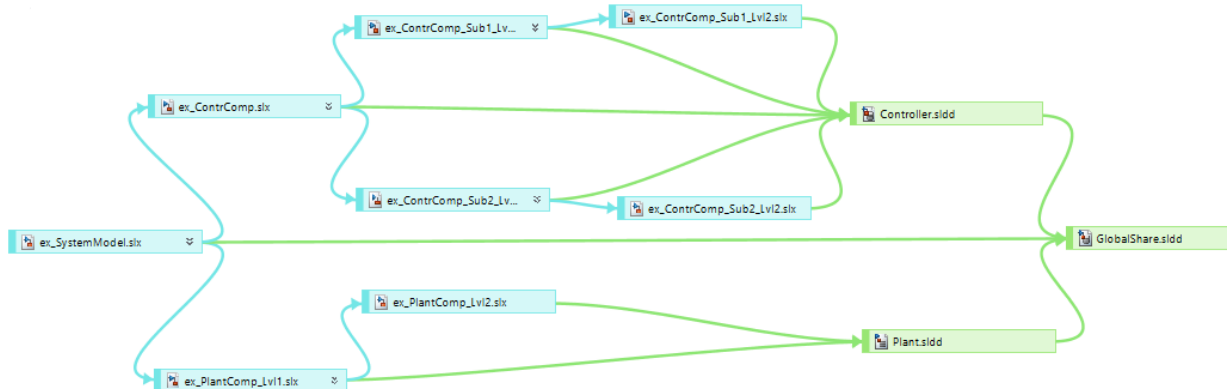 ex_ContrComp_Sub1_Lv...
ex_ContrComp_Sub1_Lvl2.slx
ex_ContrComp.slx
Controller.sldd
ex_ContrComp_Sub2_Lv...
ex_ContrComp_Sub2_Lvl2.slx
ex_SystemModel.slx
GlobalShare.sldd
ex_PlantComp_Lvl2.slx
Plant.sldd
ex_PlantComp_Lvl1.slx